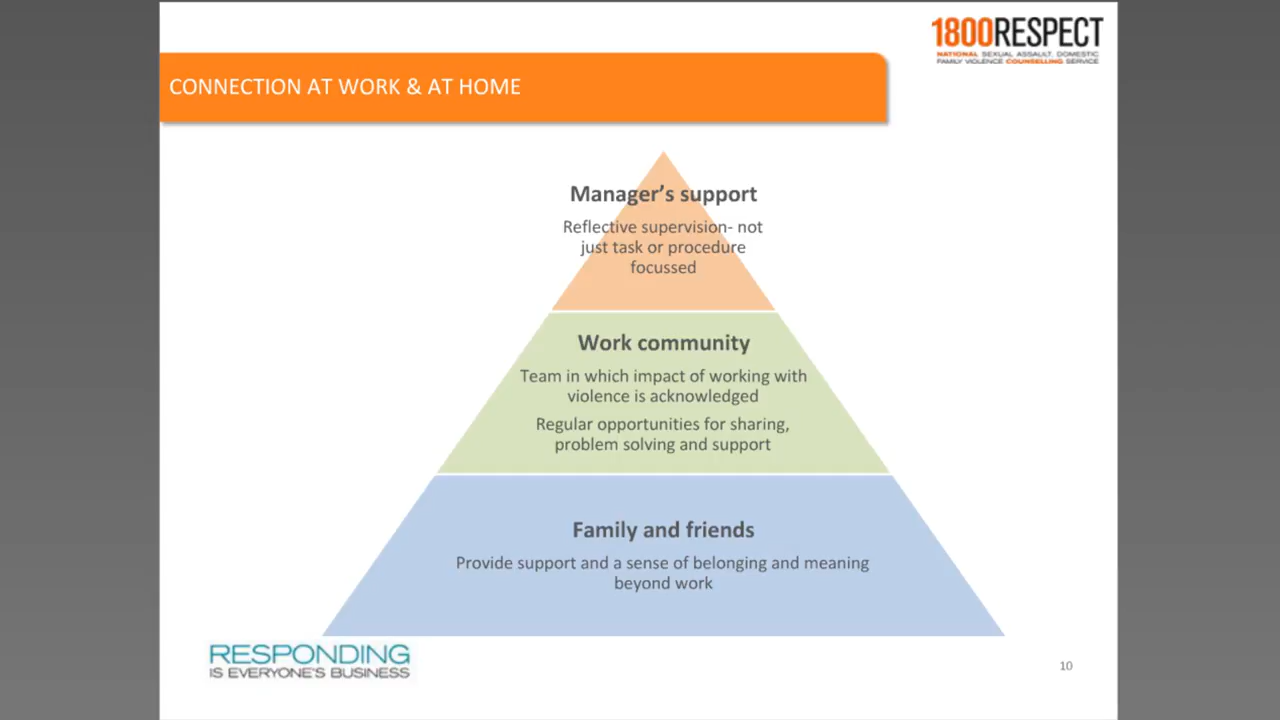 1800RESPECT
NATIONAL SEXUAL ASSAULT, DOMESTIC
FAMILY VIOLENCE COUNSELLING SERVICE
CONNECTION AT WORK & AT HOME
Manager’s support
Reflective supervision- not
just task or procedure
focussed
Work community
Team in which impact of working with
violence is acknowledged
Regular opportunities for sharing,
problem solving and support
Family and friends
Provide support and a sense of belonging and meaning
beyond work
RESPONDING
IS EVERYONE'S BUSINESS
10